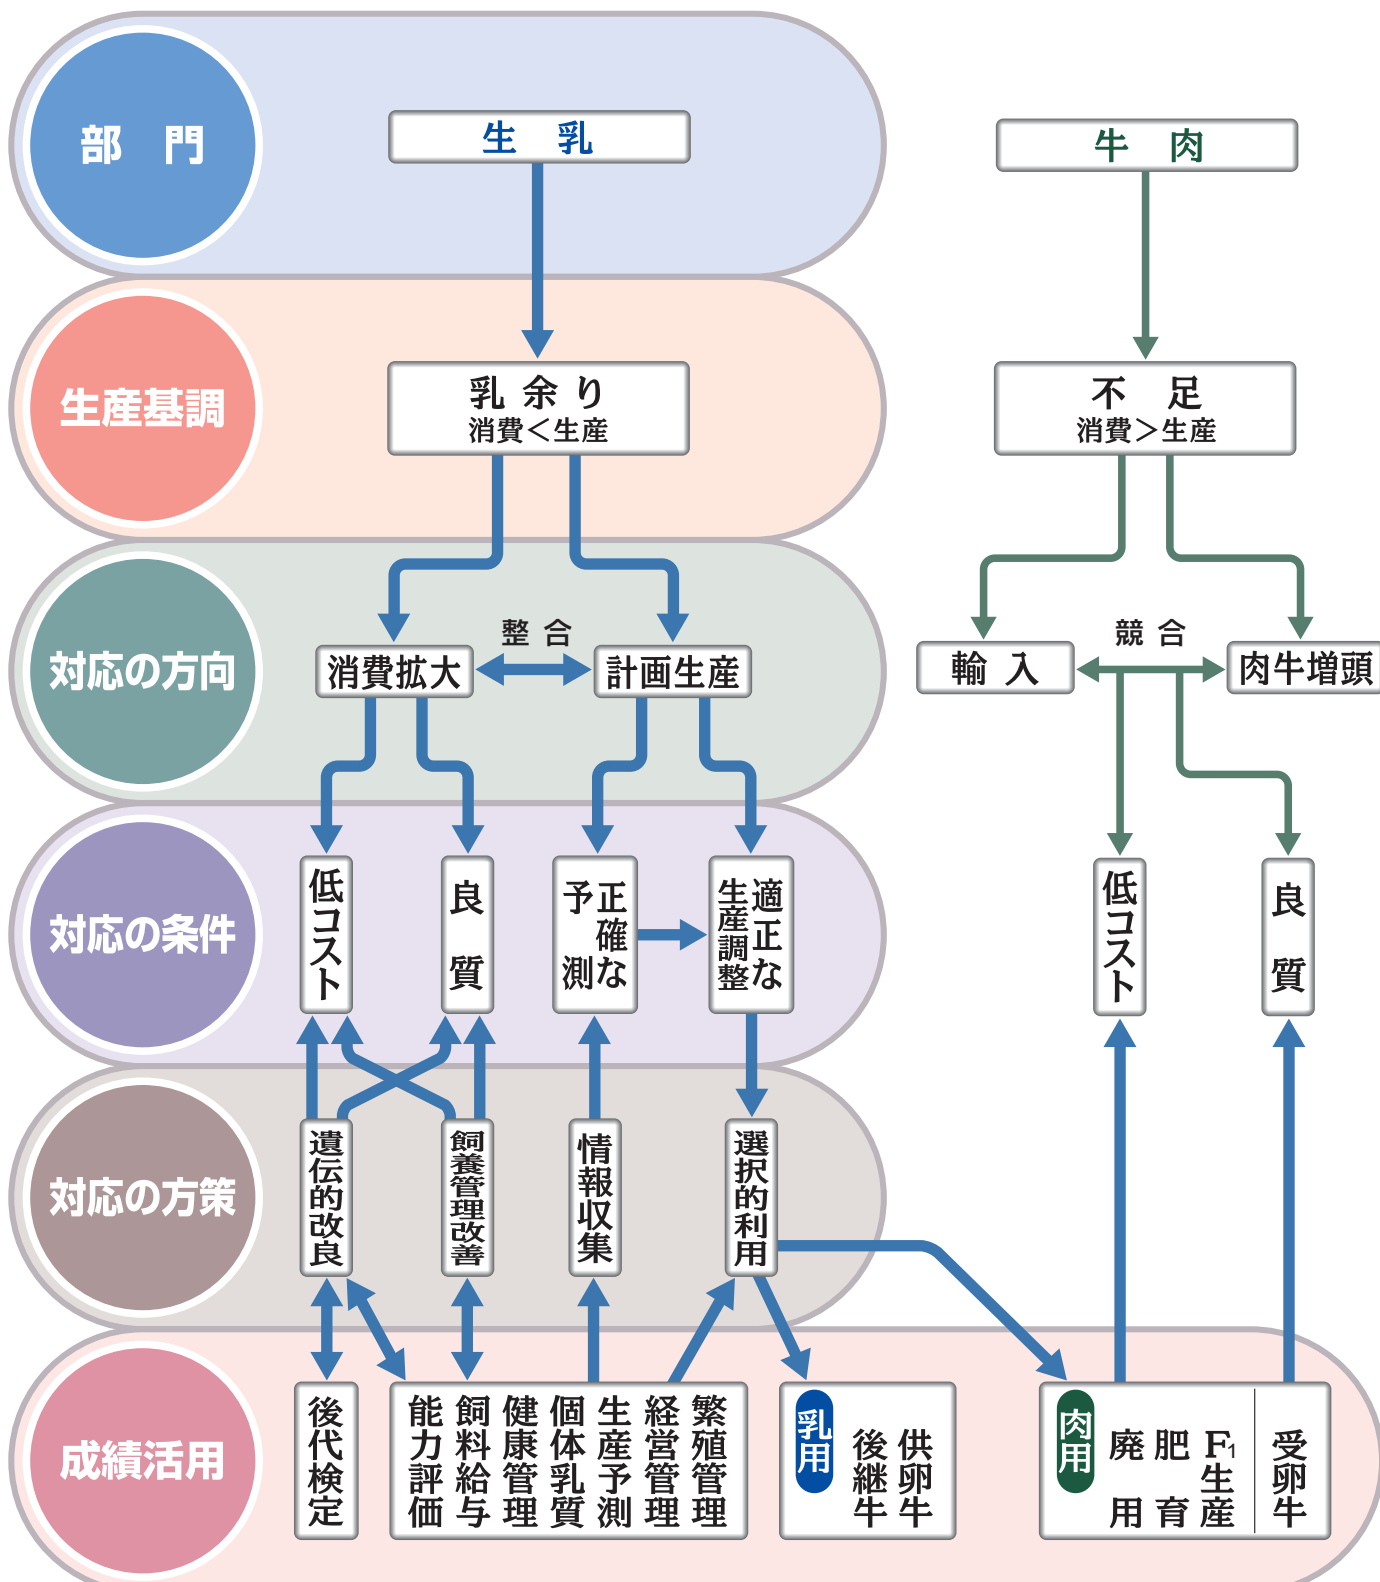 部門
生乳
牛肉
生産基調
乳余り
消費＜生産
不足
消費＞生産
対応の方向
整合
消費拡大
計画生産
競合
輸入
肉牛増頭
対応の条件
低コスト
良質
正確な
予測
適正な
生産調整
低コスト
良質
対応の方策
遺伝的改良
飼養管理改善
情報収集
選択的利用
成績活用
後代検定
能力評価
飼料給与
健康管理
個体乳質
生産予測
経営管理
繁殖管理
乳用
後継牛
供卵牛
肉用
廃用
肥育
F1生産
受卵牛